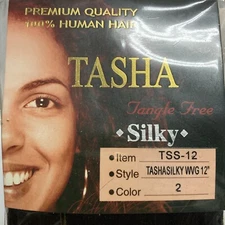 PREMIUM QUALITY
100% HUMAN HAIR
TASHA
Tangle Free
• Silky •
• Item TSS-12
• Style TASHASILKY WVG 12"
• Color 2